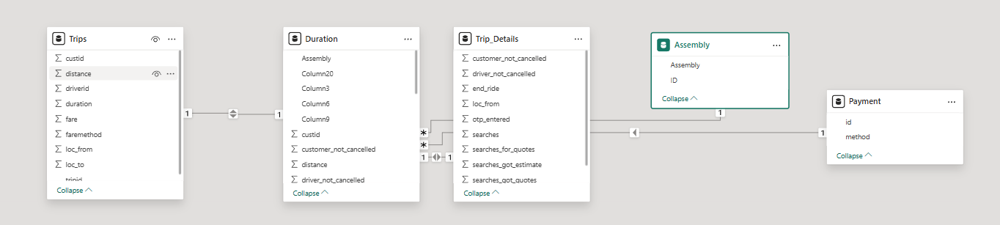 Trips
custid
distance
driverid
duration
fare
faremethod
loc_from
loc_to
tripid
Collapse
1
1
Duration
Assembly
Column20
Column3
Column6
Column9
custid
customer_not_cancelled
distance
driver_not_cancelled
Collapse
*
*
1
1
Trip_Details
customer_not_cancelled
driver_not_cancelled
end_ride
loc_from
otp_entered
searches
searches_for_quotes
searches_got_estimate
searches_got_quotes
Collapse
Assembly
Assembly
ID
Collapse
1
1
Payment
id
method
Collapse